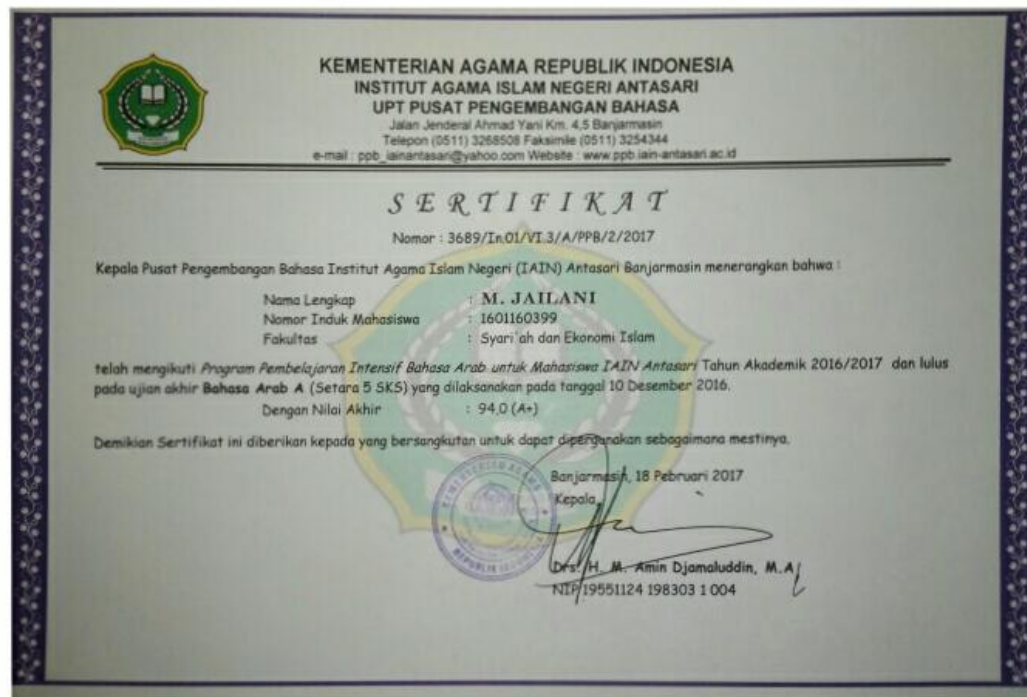 KEMENTERIAN AGAMA REPUBLIK INDONESIA
INSTITUT AGAMA ISLAM NEGERI ANTASARI
UPT PUSAT PENGEMBANGAN BAHASA
Jalan Jenderal Ahmad Yani Km. 4,5 Banjarmasin
Telepon (0511) 3268508 Faksimile (0511) 3254344
e-mail : ppb_iainantasari@yahoo.com Website : www.ppb.iain-antasari.ac.id
SERTIFIKAT
Nomor : 3689/In.01/VI.3/A/PPB/2/2017
Kepala Pusat Pengembangan Bahasa Institut Agama Islam Negeri (IAIN) Antasari Banjarmasin menerangkan bahwa :
Nama Lengkap : M. JAILANI
Nomor Induk Mahasiswa : 1601160399
Fakultas : Syari`ah dan Ekonomi Islam
telah mengikuti Program Pembelajaran Intensif Bahasa Arab untuk Mahasiswa IAIN Antasari Tahun Akademik 2016/2017 dan lulus
pada ujian akhir Bahasa Arab A (Setara 5 SKS) yang dilaksanakan pada tanggal 10 Desember 2016.
Dengan Nilai Akhir : 94,0 (A+)
Demikian Sertifikat ini diberikan kepada yang bersangkutan untuk dapat dipergunakan sebagaimana mestinya.
Banjarmasin, 18 Pebruari 2017
Kepala,
KEMENTERIAN AGAMA
REPUBLIK INDONESIA
Drs. H. M. Amin Djamaluddin, M.A
NIP 19551124 198303 1 004